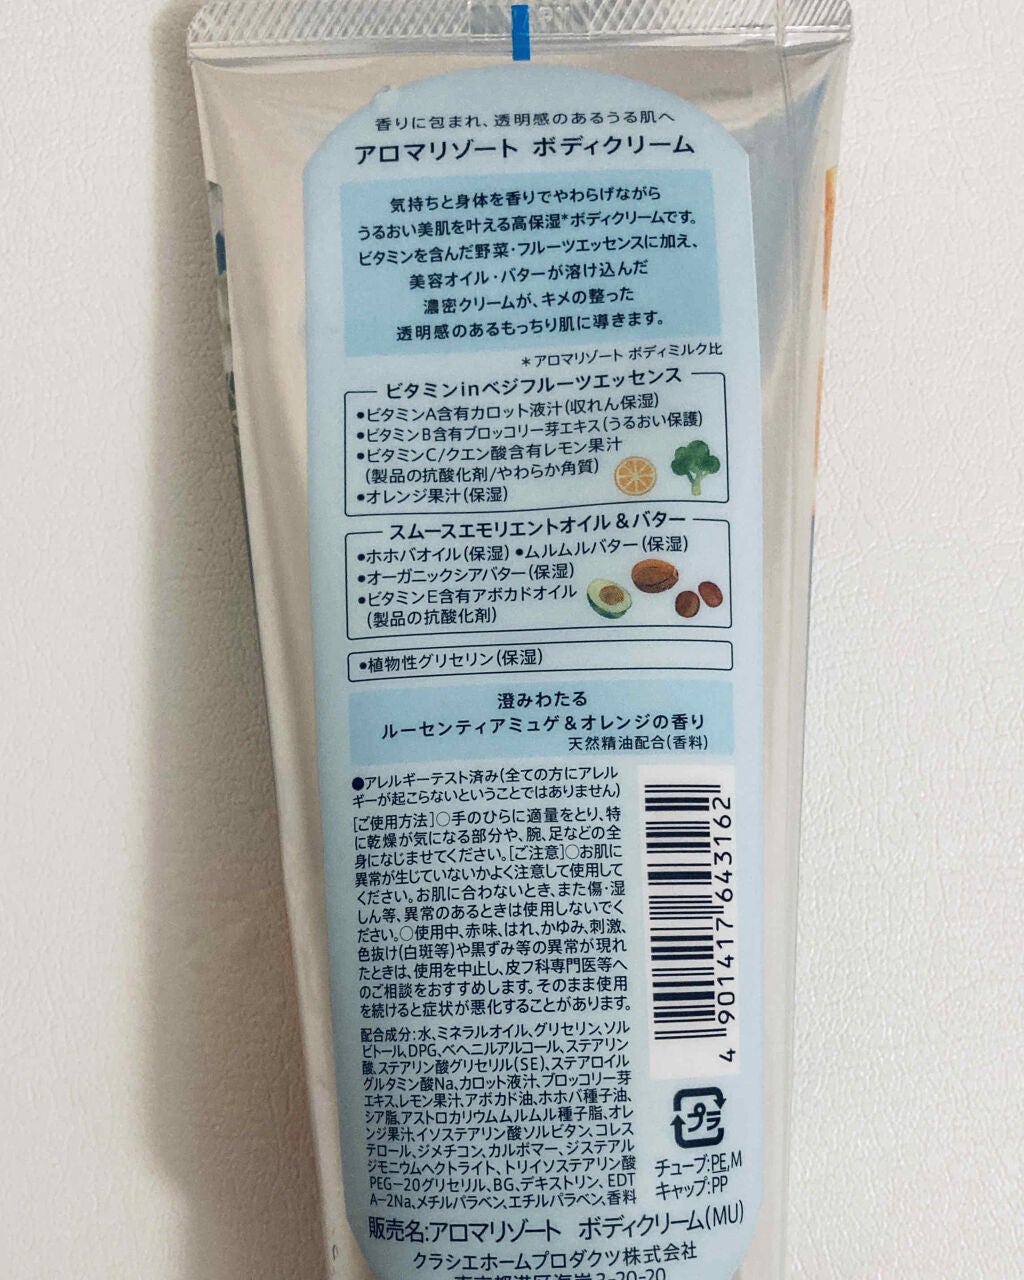 香りに包まれ、透明感のあるうる肌へ
アロマリゾート ボディクリーム
気持ちと身体を香りでやわらげながら
うるおい美肌を叶える高保湿*ボディクリームです。
ビタミンを含んだ野菜・フルーツエッセンスに加え、
美容オイル・バターが溶け込んだ
濃密クリームが、キメの整った
透明感のあるもっちり肌に導きます。
*アロマリゾート ボディミルク比
ビタミンinベジフルーツエッセンス
●ビタミンA含有カロット液汁(収れん保湿)
●ビタミンB含有ブロッコリー芽エキス(うるおい保護)
●ビタミンC/クエン酸含有レモン果汁
(製品の抗酸化剤/やわらか角質)
●オレンジ果汁(保湿)
スムースエモリエントオイル&バター
●ホホバオイル(保湿) ●ムルムルバター(保湿)
●オーガニックシアバター(保湿)
●ビタミンE含有アボカドオイル
(製品の抗酸化剤)
●植物性グリセリン(保湿)
澄みわたる
ルーセンティアミュゲ&オレンジの香り
天然精油配合(香料)
●アレルギーテスト済み(全ての方にアレル
ギーが起こらないということではありません)
[ご使用方法]○手のひらに適量をとり、特
に乾燥が気になる部分や、腕、足などの全
身になじませてください。[ご注意]○お肌に
異常が生じていないかよく注意して使用して
ください。お肌に合わないとき、また傷・湿
しん等、異常のあるときは使用しないでく
ださい。○使用中、赤味、はれ、かゆみ、刺激、
色抜け(白斑等)や黒ずみ等の異常が現れ
たときは、使用を中止し、皮フ科専門医等へ
のご相談をおすすめします。そのまま使用
を続けると症状が悪化することがあります。
配合成分:水、ミネラルオイル、グリセリン、ソル
ビトール、DPG、ベヘニルアルコール、ステアリン
酸、ステアリン酸グリセリル(SE)、ステアロイル
グルタミン酸Na、カロット液汁、ブロッコリー芽
エキス、レモン果汁、アボカド油、ホホバ種子油、
シア脂、アストロカリウムムルムル種子脂、オレ
ンジ果汁、イソステアリン酸ソルビタン、コレス
テロール、ジメチコン、カルボマー、ジステアル
ジモニウムヘクトライト、トリイソステアリン酸
PEG-20グリセリル、BG、デキストリン、EDT
A-2Na、メチルパラベン、エチルパラベン、香料
4 901417 643162
プラ
チューブ:PE,M
キャップ:PP
販売名:アロマリゾート ボディクリーム(MU)
クラシエホームプロダクツ株式会社
東京都港区海岸3-20-20